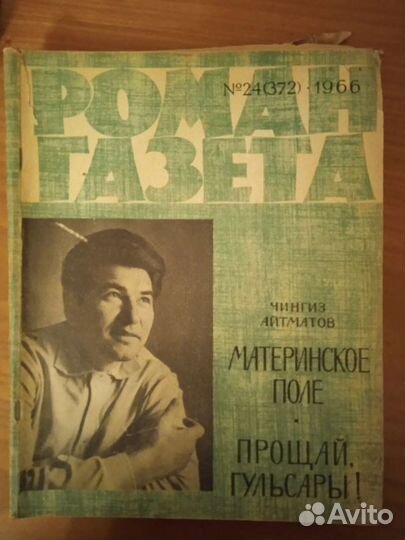 №24(372)·1966
РОМАН
ГАЗЕТА
ЧИНГИЗ
АЙТМАТОВ
МАТЕРИНСКОЕ
ПОЛЕ
·
ПРОЩАЙ,
ГУЛЬСАРЫ!
Avito